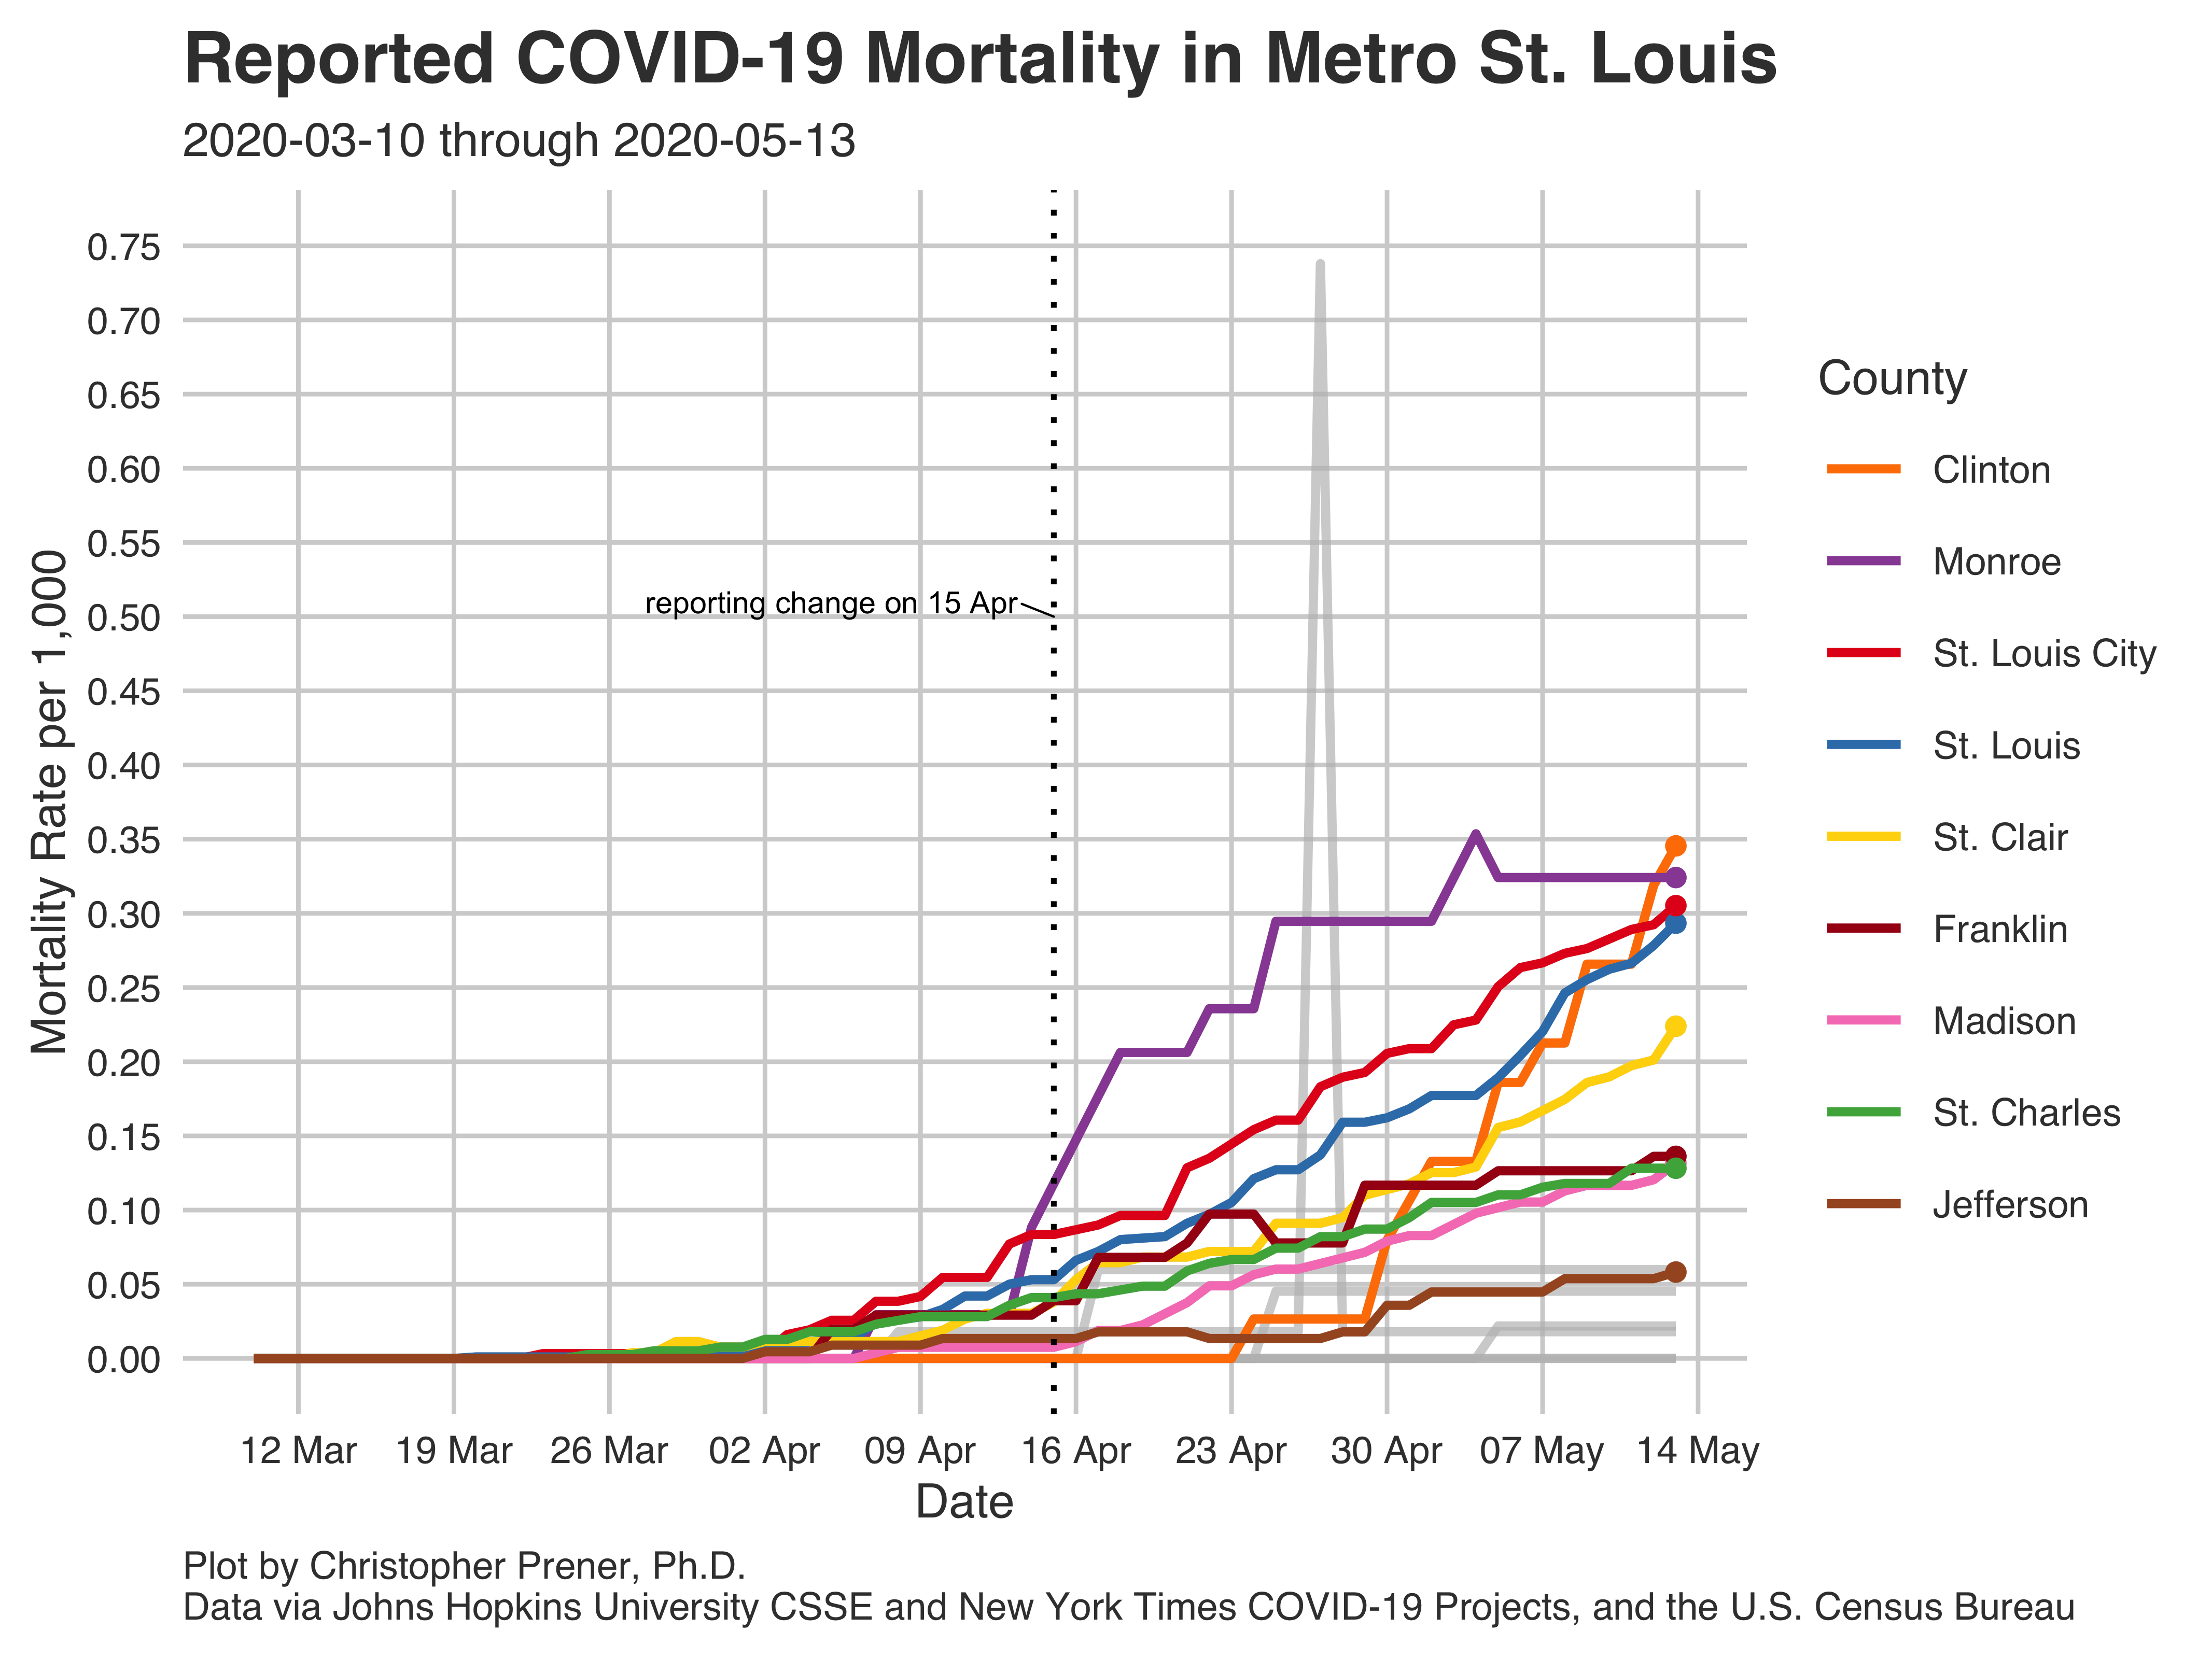 Reported COVID-19 Mortality in Metro St. Louis
2020-03-10 through 2020-05-13
Mortality Rate per 1,000
0.75
0.70
0.65
0.60
0.55
0.50
0.45
0.40
0.35
0.30
0.25
0.20
0.15
0.10
0.05
0.00
reporting change on 15 Apr
12 Mar
19 Mar
26 Mar
02 Apr
09 Apr
16 Apr
23 Apr
30 Apr
07 May
14 May
Date
County
Clinton
Monroe
St. Louis City
St. Louis
St. Clair
Franklin
Madison
St. Charles
Jefferson
Plot by Christopher Prener, Ph.D.
Data via Johns Hopkins University CSSE and New York Times COVID-19 Projects, and the U.S. Census Bureau